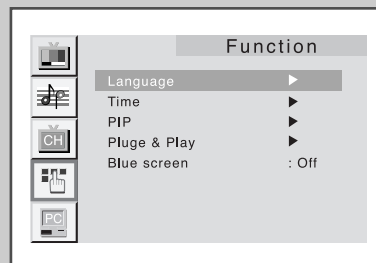 Function
Language ▶
Time ▶
PIP ▶
Pluge & Play ▶
Blue screen : Off
CH
PC